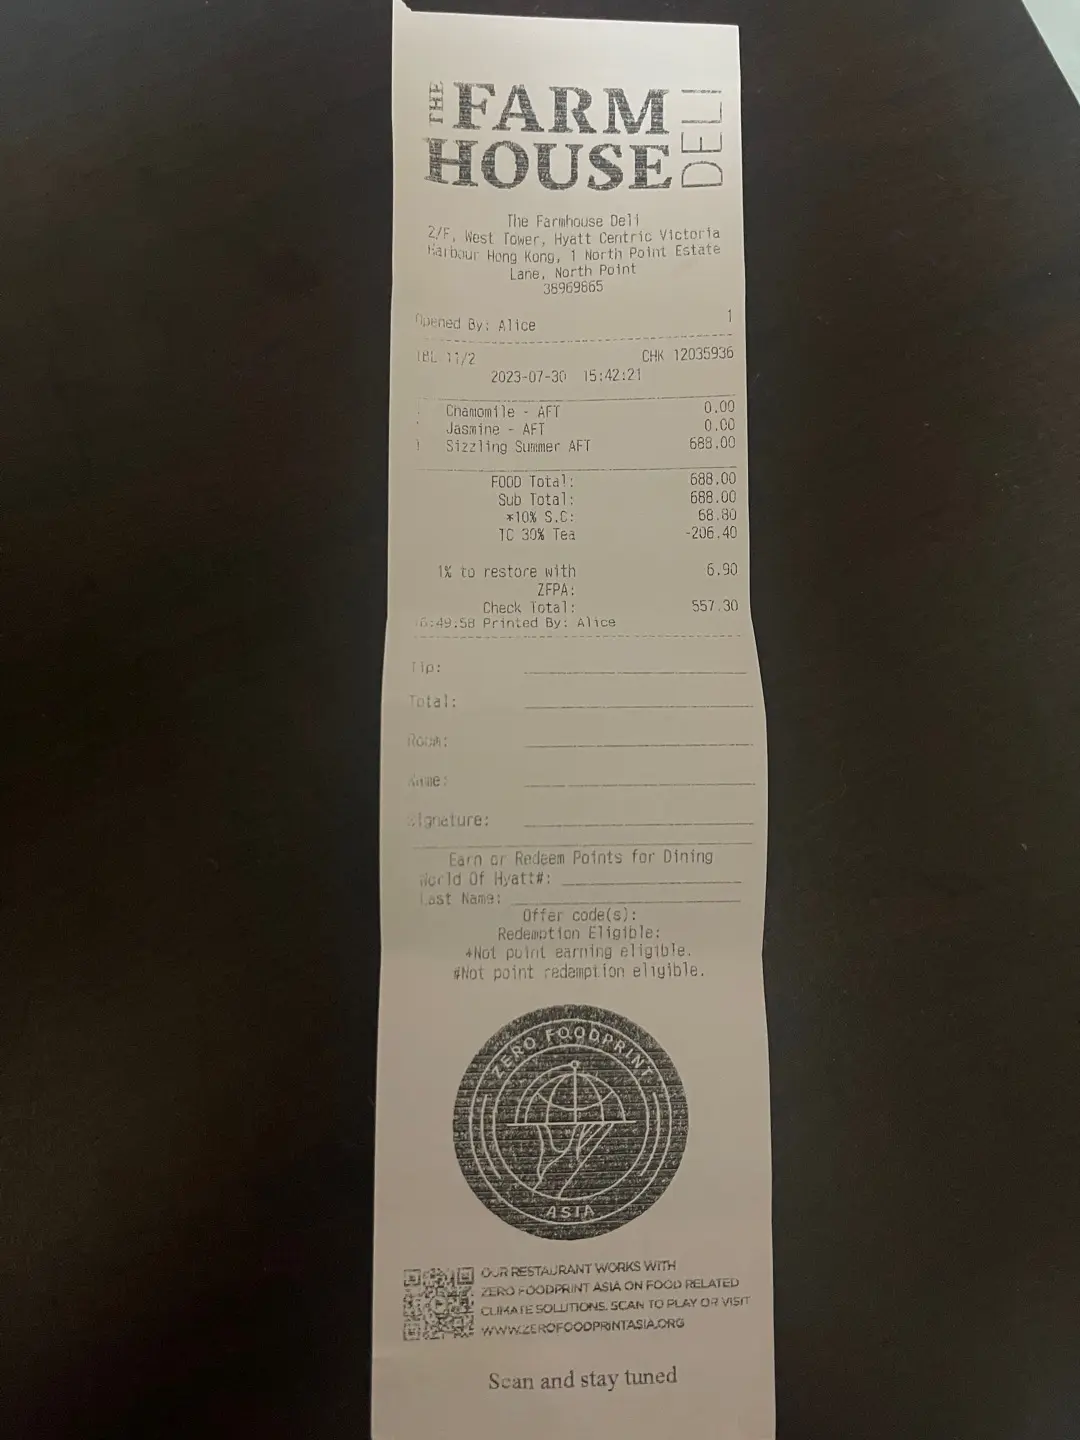 THE FARM HOUSE DELI
The Farmhouse Deli
2/F, West Tower, Hyatt Centric Victoria
Harbour Hong Kong, 1 North Point Estate
Lane, North Point
38969865
Opened By: Alice 1
TBL 11/2 CHK 12035936
2023-07-30 15:42:21
Chamomile - AFT 0.00
Jasmine - AFT 0.00
1 Sizzling Summer AFT 688.00
FOOD Total: 688.00
Sub Total: 688.00
*10% S.C: 68.80
TC 30% Tea -206.40
1% to restore with 6.90
ZFPA:
Check Total: 557.30
:49:58 Printed By: Alice
Tip:
Total:
Room:
Name:
Signature:
Earn or Redeem Points for Dining
World Of Hyatt#:
Last Name:
Offer code(s):
Redemption Eligible:
*Not point earning eligible.
#Not point redemption eligible.
ZERO FOODPRINT
ASIA
OUR RESTAURANT WORKS WITH
ZERO FOODPRINT ASIA ON FOOD RELATED
CLIMATE SOLUTIONS. SCAN TO PLAY OR VISIT
WWW.ZEROFOODPRINTASIA.ORG
Scan and stay tuned